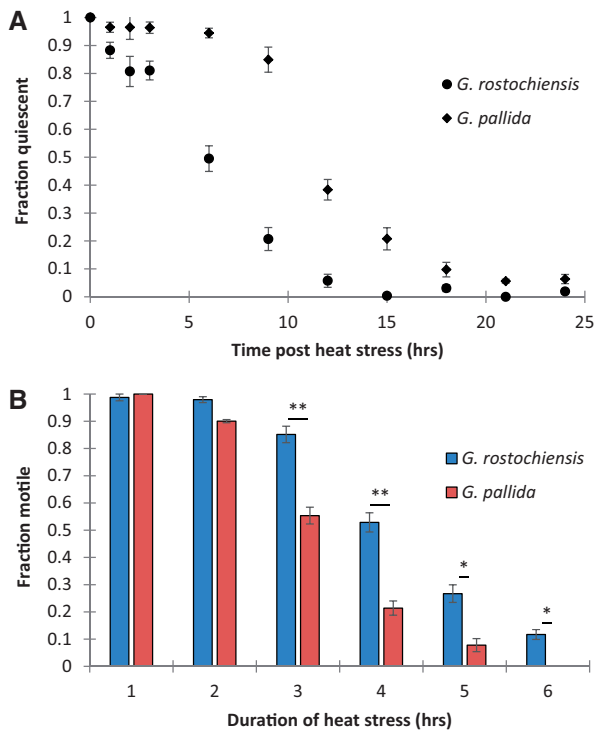 A
Fraction quiescent
1
0.9
0.8
0.7
0.6
0.5
0.4
0.3
0.2
0.1
0
G. rostochiensis
G. pallida
0 5 10 15 20 25
Time post heat stress (hrs)
B
Fraction motile
1
0.9
0.8
0.7
0.6
0.5
0.4
0.3
0.2
0.1
0
**
**
*
*
G. rostochiensis
G. pallida
1 2 3 4 5 6
Duration of heat stress (hrs)